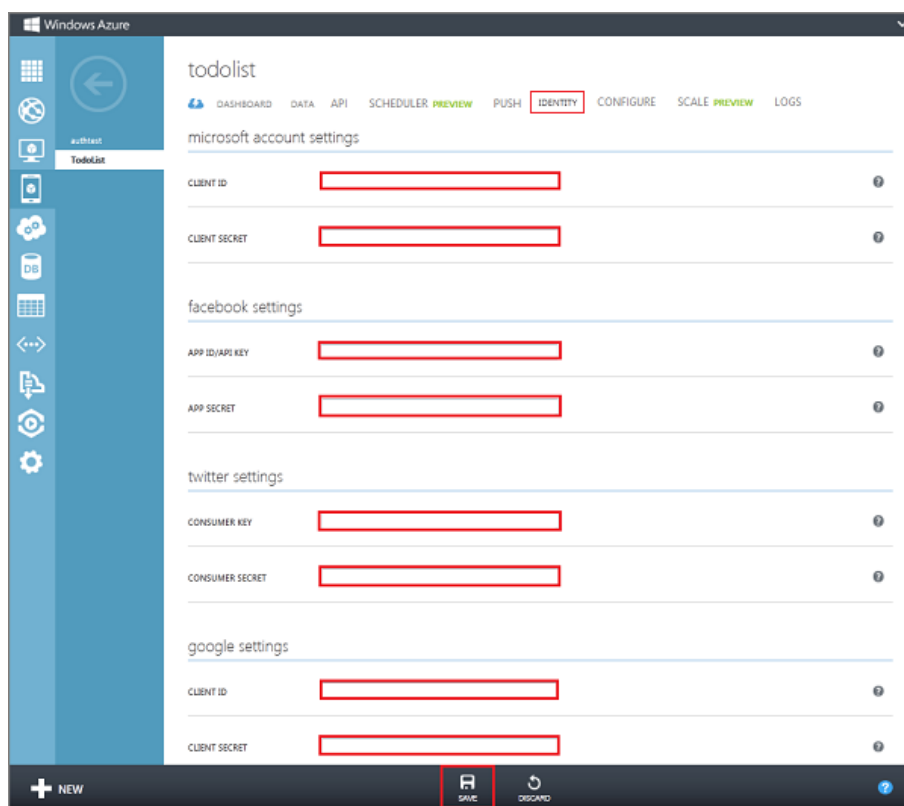 Windows Azure
todolist
DASHBOARD DATA API SCHEDULER PREVIEW PUSH IDENTITY CONFIGURE SCALE PREVIEW LOGS
authtest
TodoList
microsoft account settings
CLIENT ID
CLIENT SECRET
facebook settings
APP ID/API KEY
APP SECRET
twitter settings
CONSUMER KEY
CONSUMER SECRET
google settings
CLIENT ID
CLIENT SECRET
DB
NEW
SAVE
DISCARD